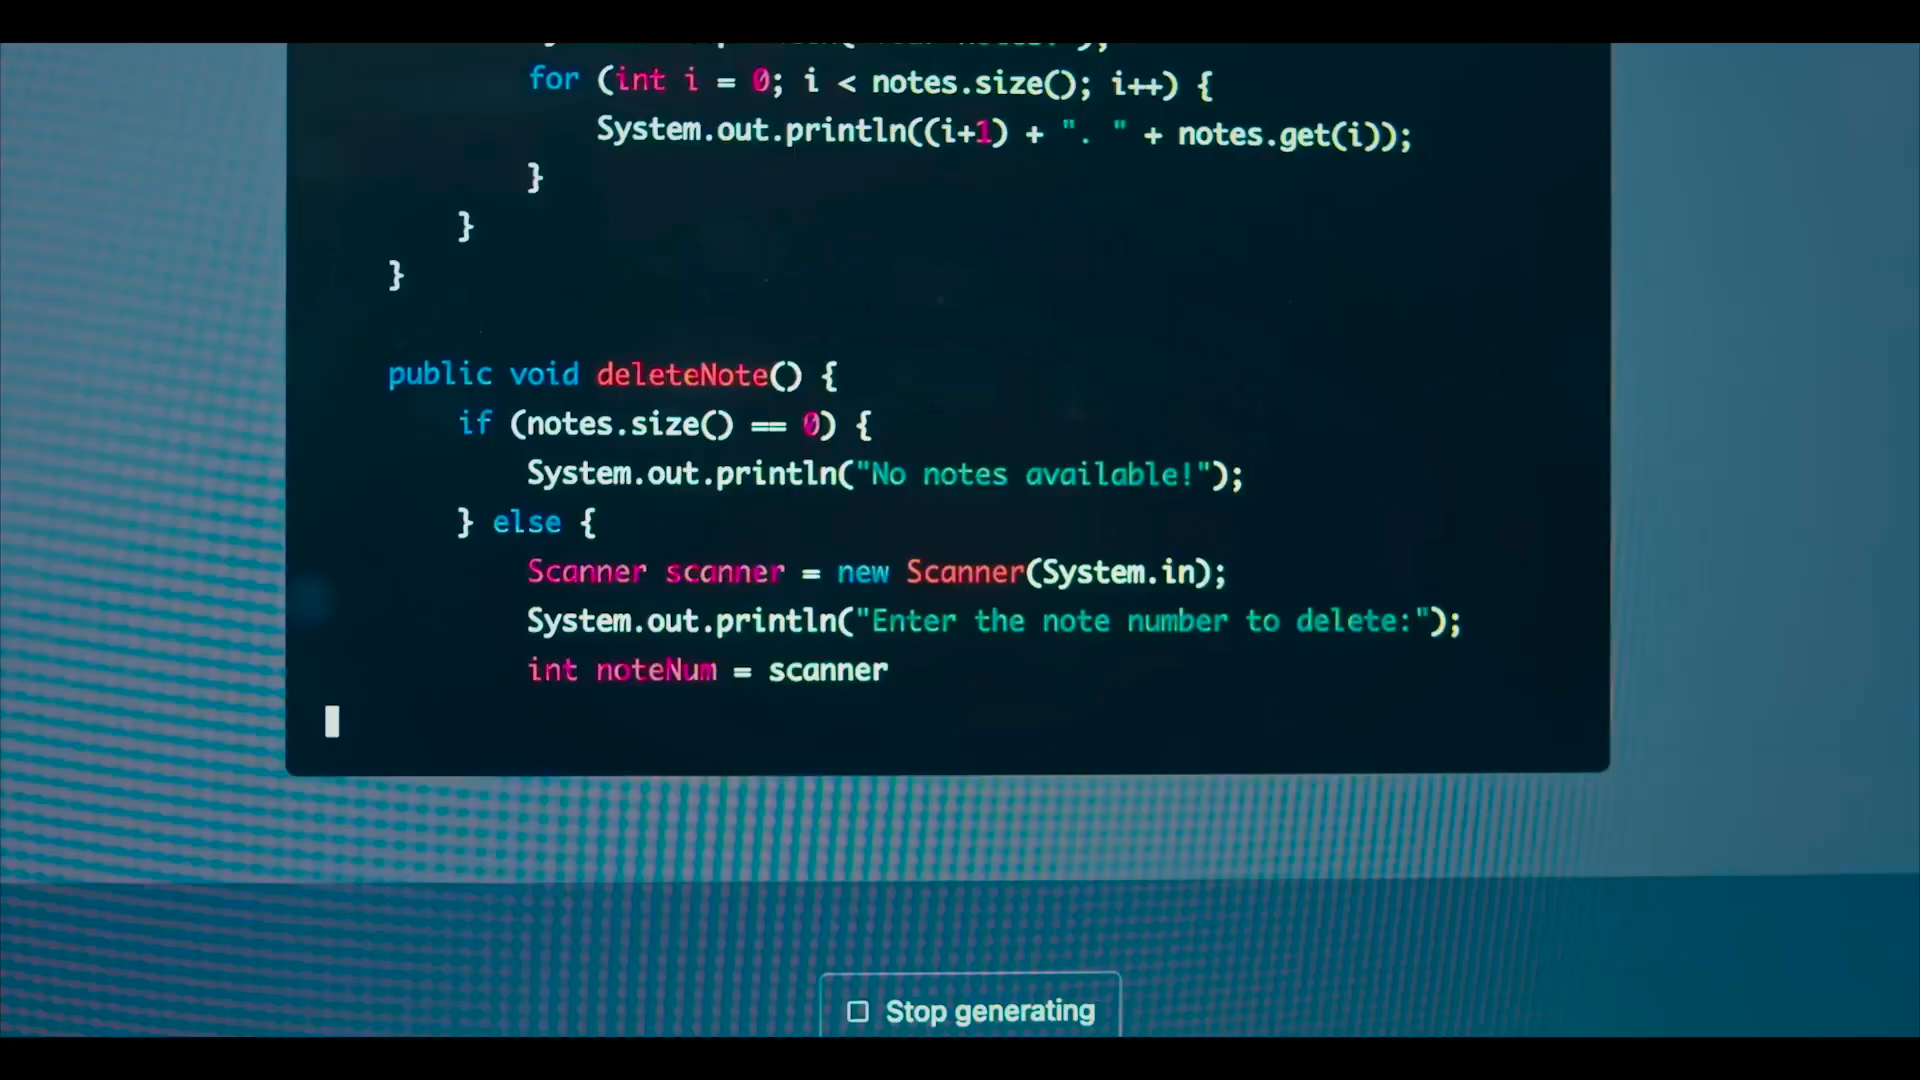 for (int i = 0; i < notes.size(); i++) {
System.out.println((i+1) + ". " + notes.get(i));
}
}
}
public void deleteNote() {
if (notes.size() == 0) {
System.out.println("No notes available!");
} else {
Scanner scanner = new Scanner(System.in);
System.out.println("Enter the note number to delete:");
int noteNum = scanner
Stop generating